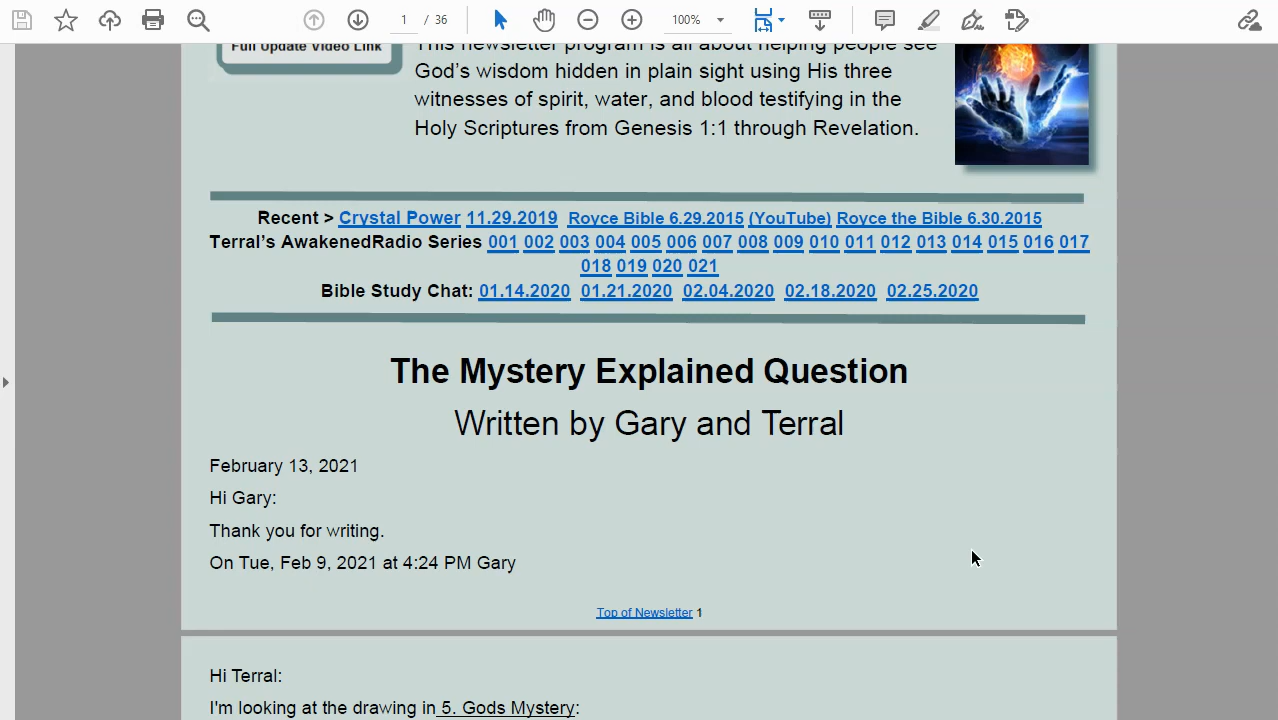 1 / 36 100%
Full Update Video Link
This newsletter program is all about helping people see
God's wisdom hidden in plain sight using His three
witnesses of spirit, water, and blood testifying in the
Holy Scriptures from Genesis 1:1 through Revelation.
Recent > Crystal Power 11.29.2019 Royce Bible 6.29.2015 (YouTube) Royce the Bible 6.30.2015
Terral's AwakenedRadio Series 001 002 003 004 005 006 007 008 009 010 011 012 013 014 015 016 017
018 019 020 021
Bible Study Chat: 01.14.2020 01.21.2020 02.04.2020 02.18.2020 02.25.2020
The Mystery Explained Question
Written by Gary and Terral
February 13, 2021
Hi Gary:
Thank you for writing.
On Tue, Feb 9, 2021 at 4:24 PM Gary
Top of Newsletter 1
Hi Terral:
I'm looking at the drawing in 5. Gods Mystery: